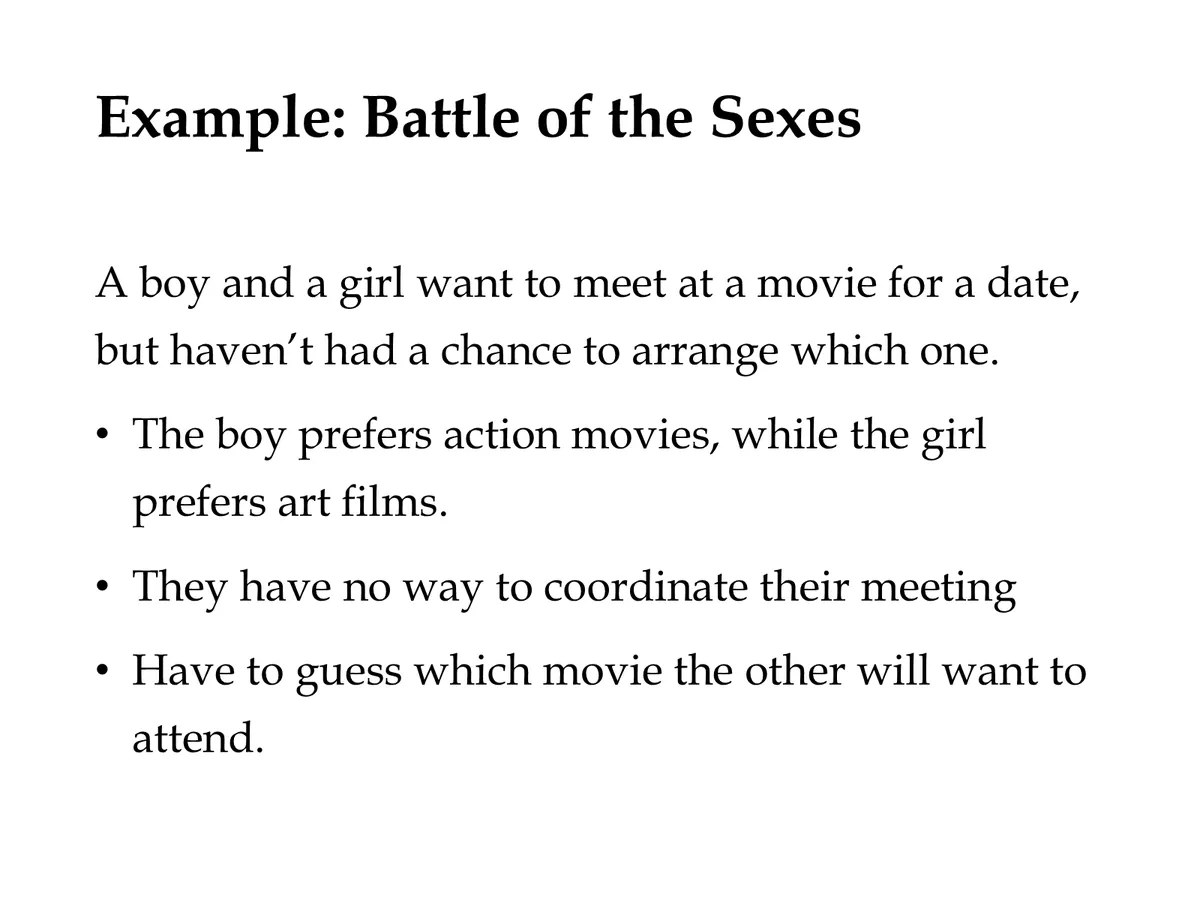 Example: Battle of the Sexes
A boy and a girl want to meet at a movie for a date,
but haven’t had a chance to arrange which one.
• The boy prefers action movies, while the girl
prefers art films.
• They have no way to coordinate their meeting
• Have to guess which movie the other will want to
attend.